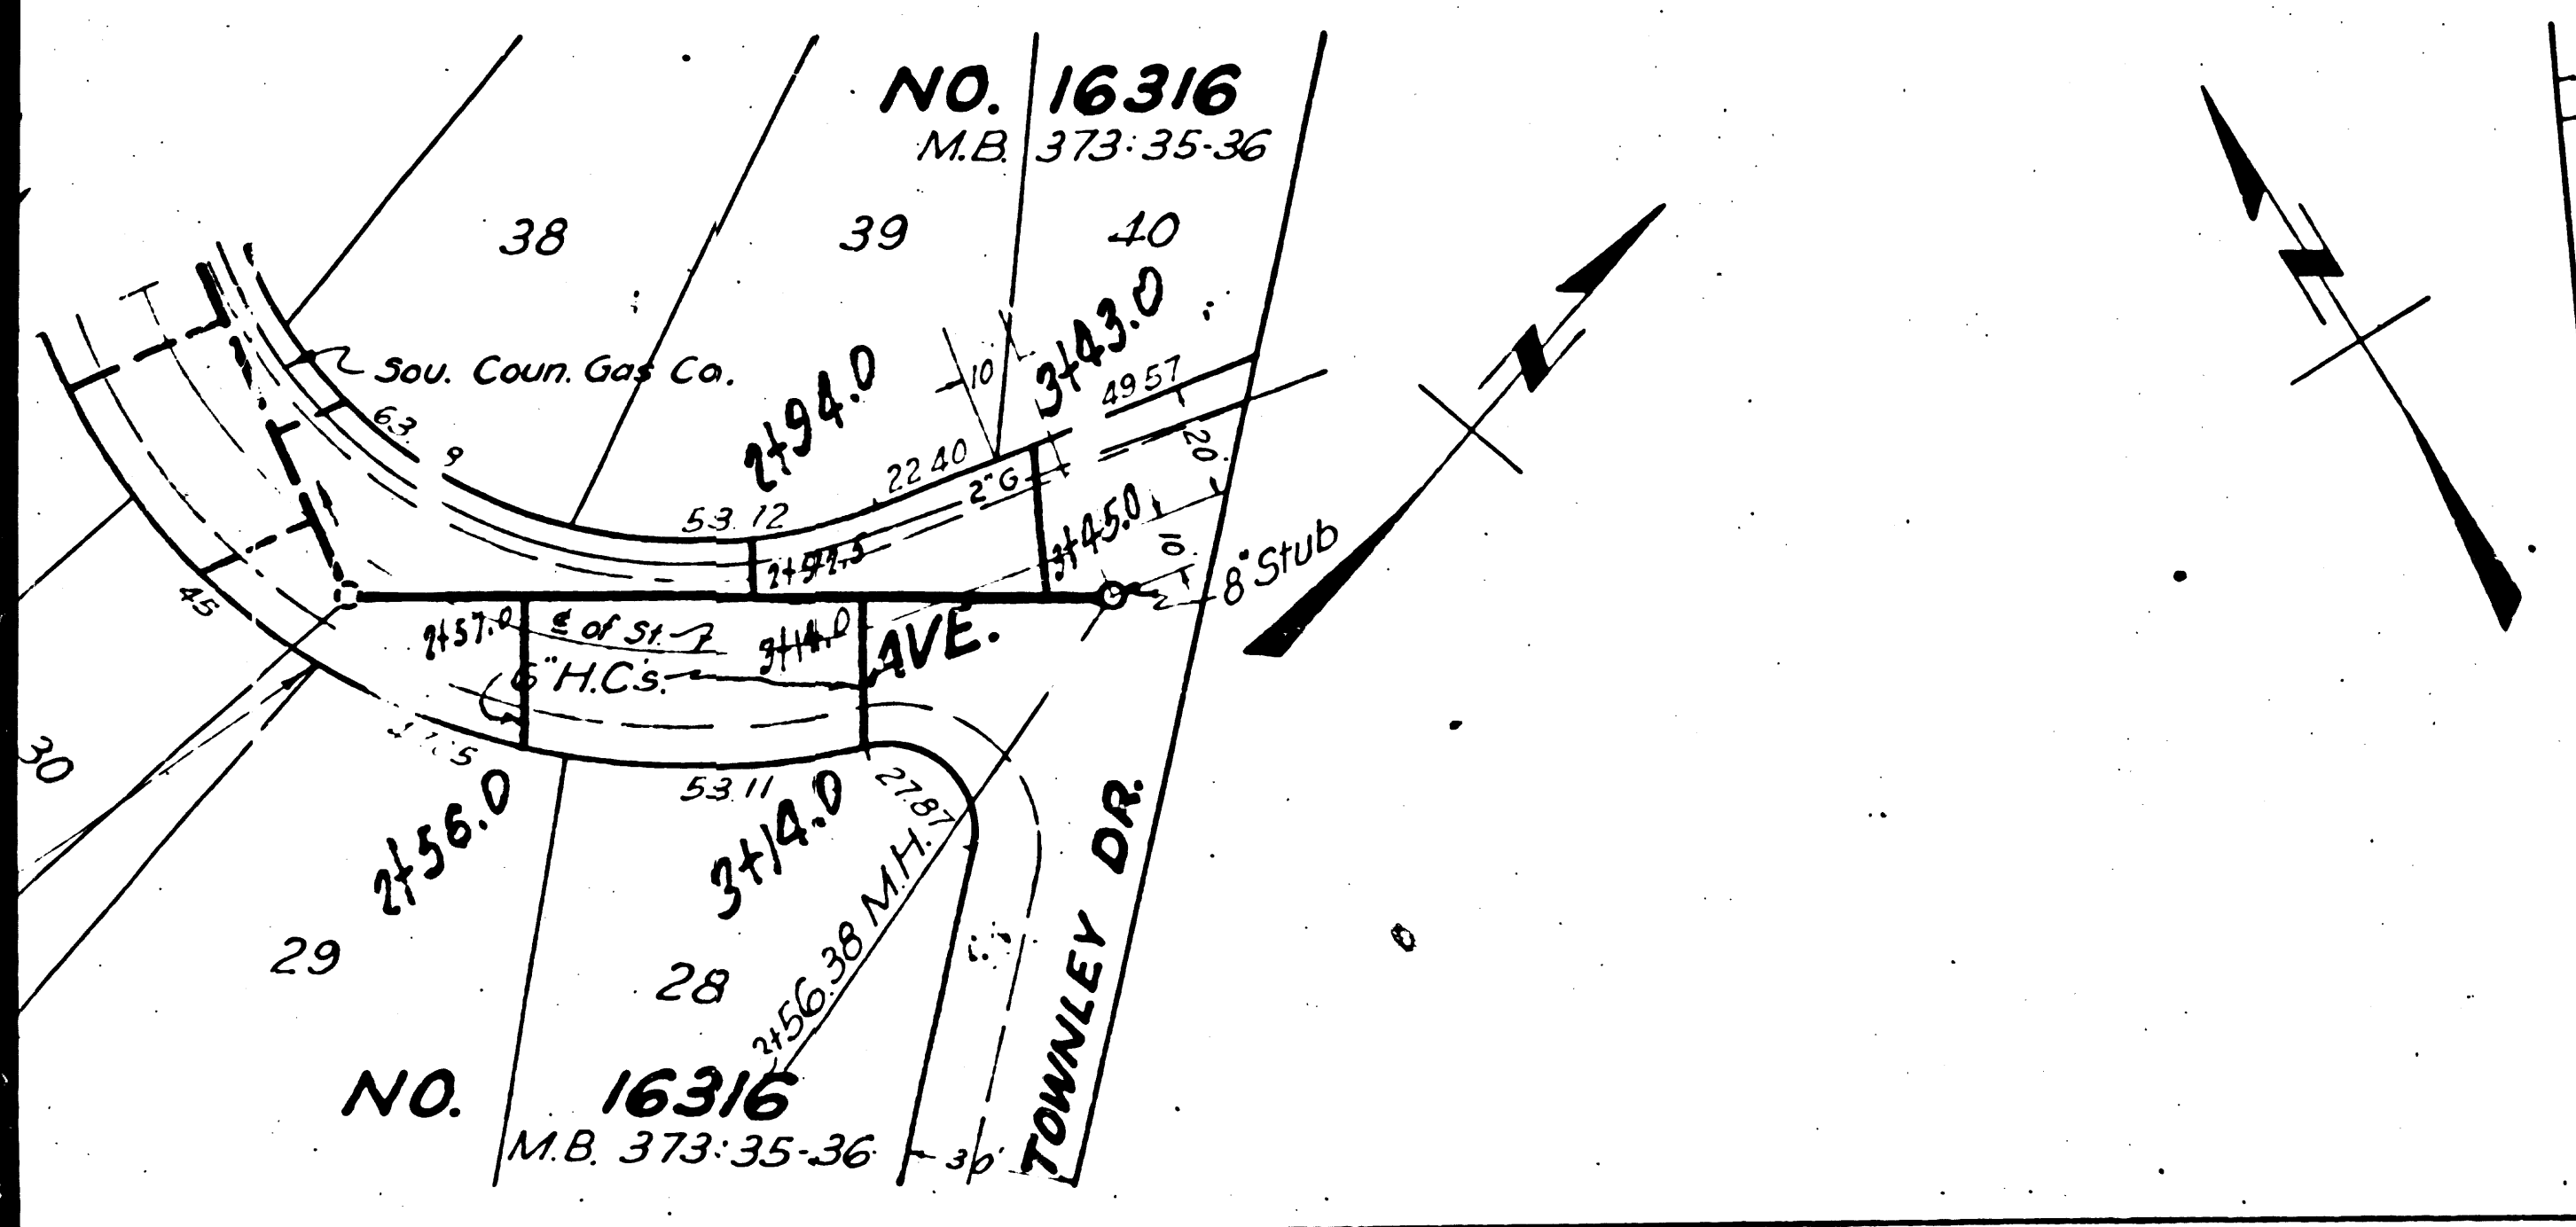 NO. 16316
M.B. 373:35-36
38
39
40
3+43.0
Sou. Coun. Gas Co.
2+94.0
10
49.57
63.
9
22.40
2"G
20
53.12
3+45.0
10
8" Stub
45
2+57.0
℄ of St.
3+14.0
AVE.
6" H.C's.
30
53.11
27.87
2+56.0
3+14.0
2+56.38 M.H.
TOWNLEY DR.
29
28
NO. 16316
M.B. 373:35-36
30'
N
N